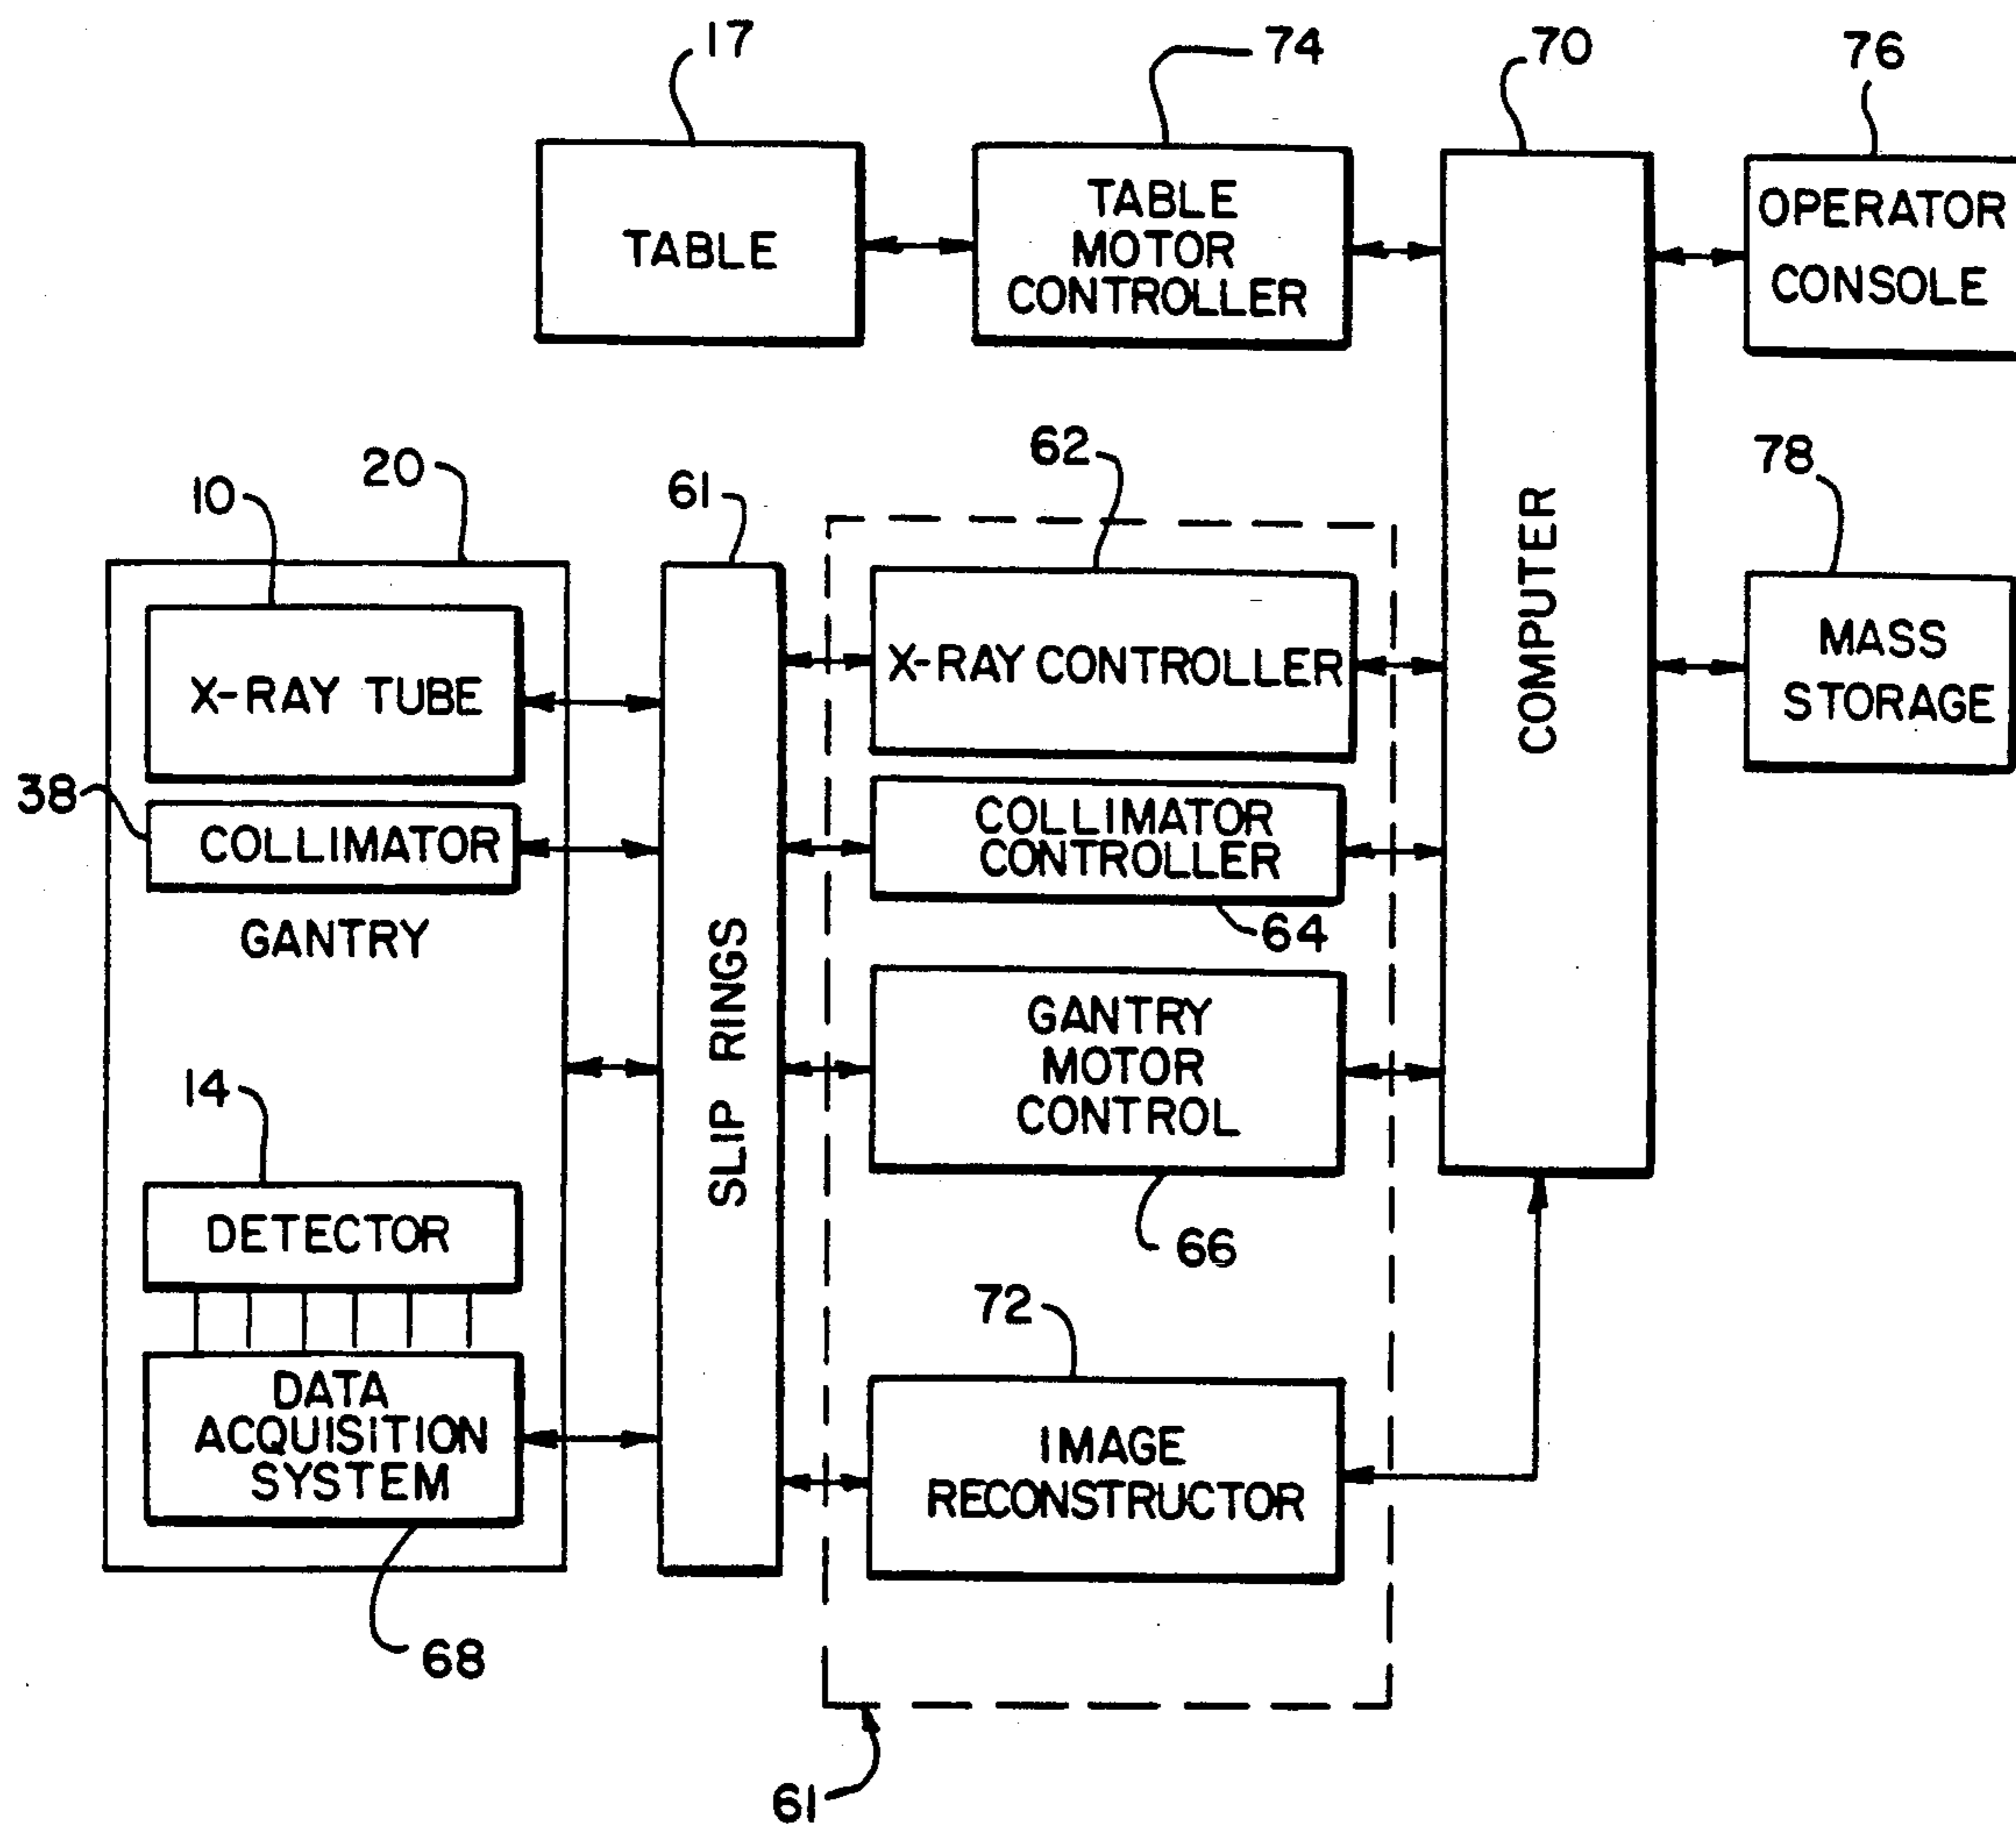 17
74
70
76
TABLE
TABLE
MOTOR
CONTROLLER
OPERATOR
CONSOLE
COMPUTER
10
20
61
62
78
X-RAY TUBE
X-RAY CONTROLLER
MASS
STORAGE
38
COLLIMATOR
COLLIMATOR
CONTROLLER
64
GANTRY
SLIP RINGS
GANTRY
MOTOR
CONTROL
66
14
DETECTOR
72
DATA
ACQUISITION
SYSTEM
IMAGE
RECONSTRUCTOR
68
61